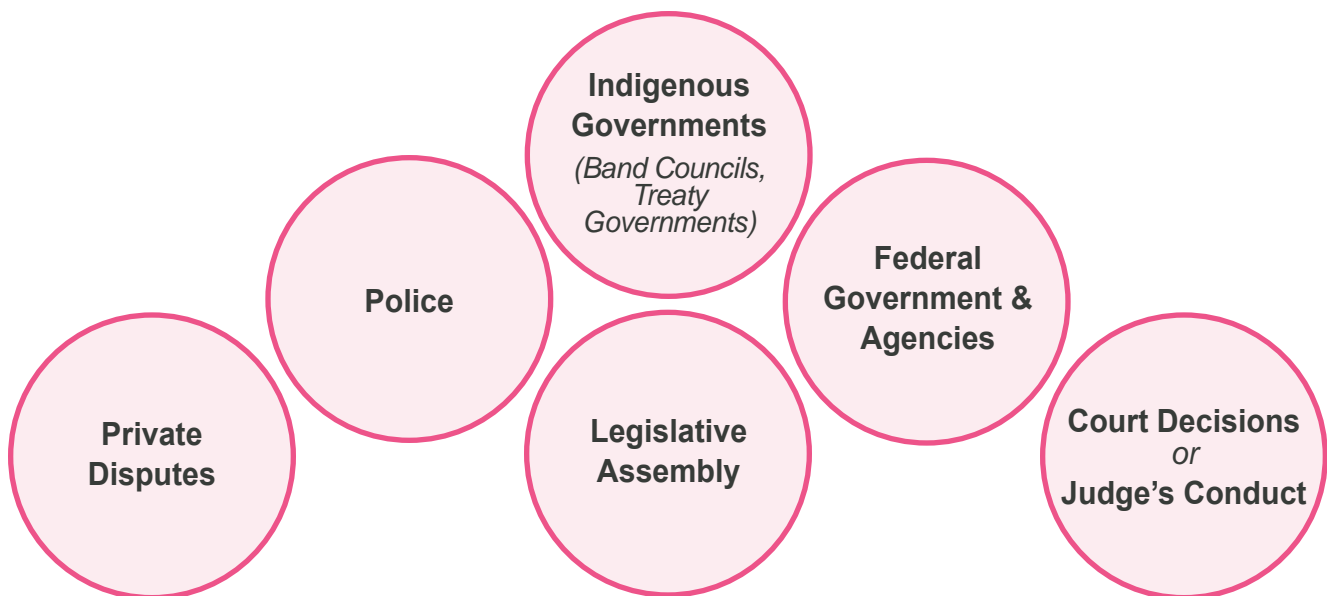 Indigenous
Governments
(Band Councils,
Treaty
Governments)
Police
Federal
Government &
Agencies
Private
Disputes
Legislative
Assembly
Court Decisions
or
Judge’s Conduct